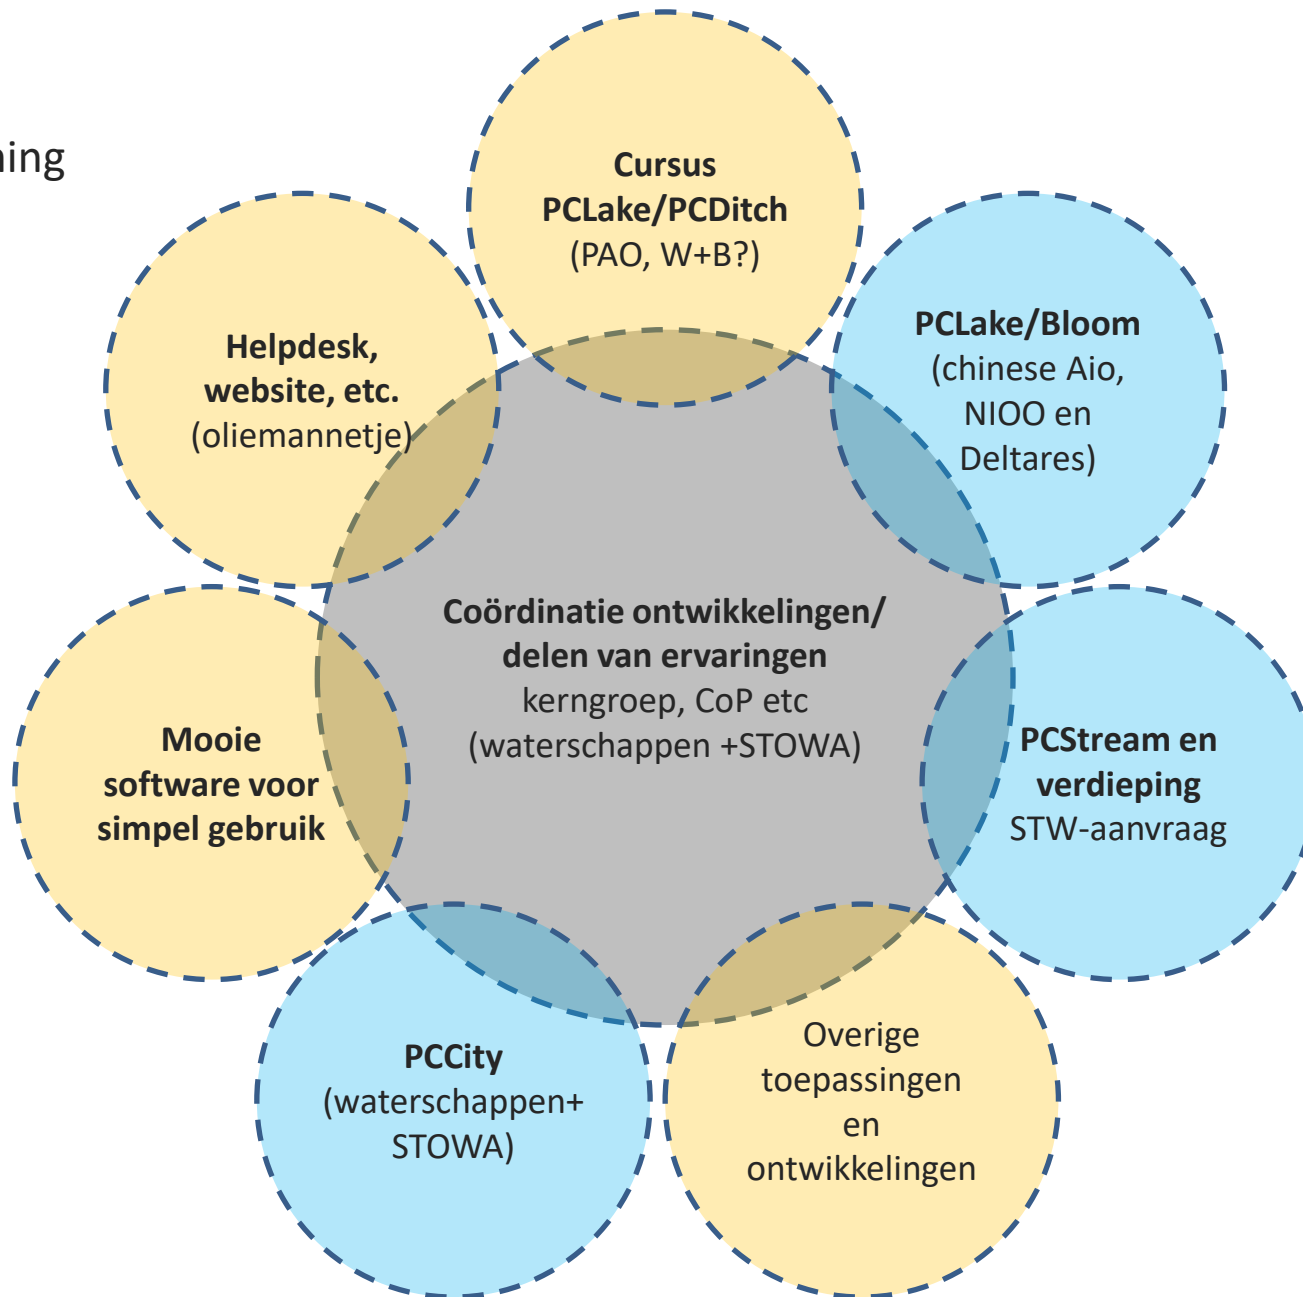 ning
Cursus
PCLake/PCDitch
(PAO, W+B?)
Helpdesk,
website, etc.
(oliemannetje)
PCLake/Bloom
(chinese Aio,
NIOO en
Deltares)
Coördinatie ontwikkelingen/
delen van ervaringen
kerngroep, CoP etc
(waterschappen +STOWA)
Mooie
software voor
simpel gebruik
PCStream en
verdieping
STW-aanvraag
PCCity
(waterschappen+
STOWA)
Overige
toepassingen
en
ontwikkelingen